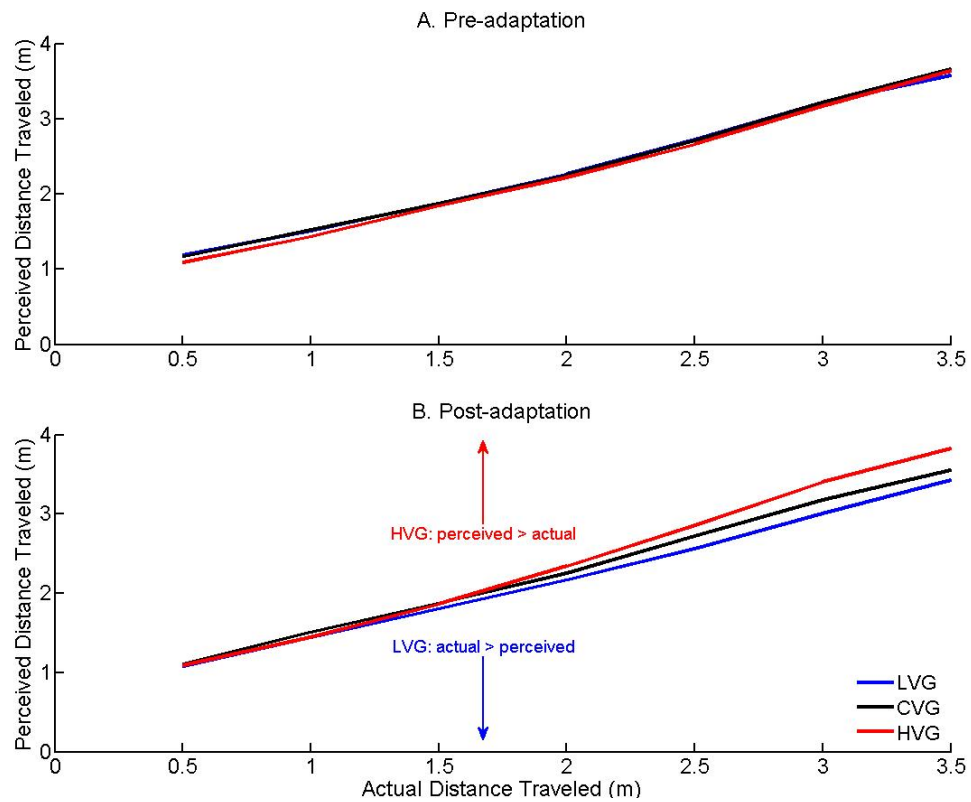 A. Pre-adaptation
Perceived Distance Traveled (m)
4
3
2
1
0
0 0.5 1 1.5 2 2.5 3 3.5
B. Post-adaptation
Perceived Distance Traveled (m)
4
3
2
1
0
HVG: perceived > actual
LVG: actual > perceived
LVG
CVG
HVG
0 0.5 1 1.5 2 2.5 3 3.5
Actual Distance Traveled (m)